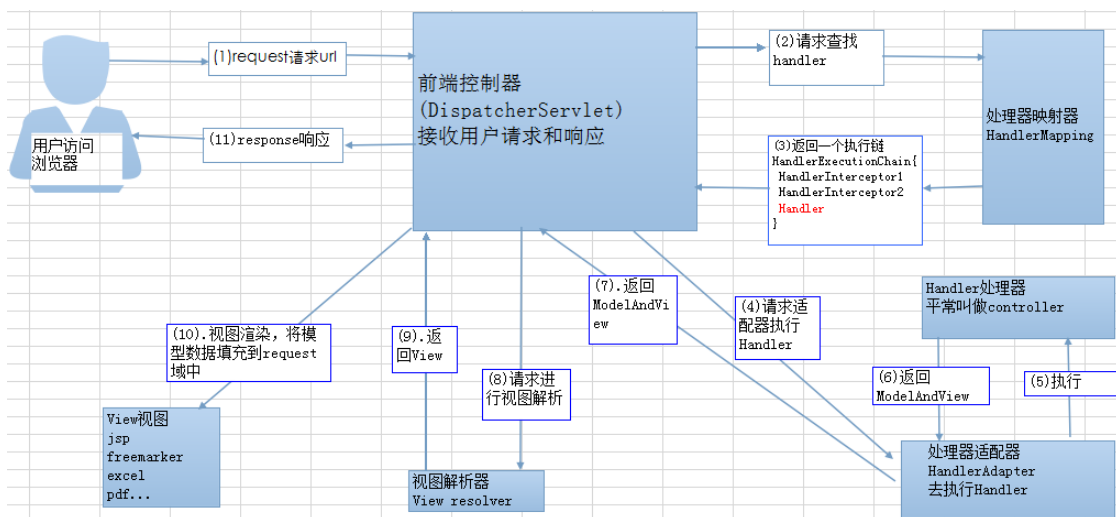 (1)request请求url
(11)response响应
用户访问
浏览器
前端控制器
(DispatcherServlet)
接收用户请求和响应
(2)请求查找
handler
处理器映射器
HandlerMapping
(3)返回一个执行链
HandlerExecutionChain{
HandlerInterceptor1
HandlerInterceptor2
Handler
}
(4)请求适
配器执行
Handler
Handler处理器
平常叫做controller
(5)执行
(6)返回
ModelAndView
处理器适配器
HandlerAdapter
去执行Handler
(7).返回
ModelAndVi
ew
(8)请求进
行视图解析
视图解析器
View resolver
(9).返
回View
(10).视图渲染，将模
型数据填充到request
域中
View视图
jsp
freemarker
excel
pdf...